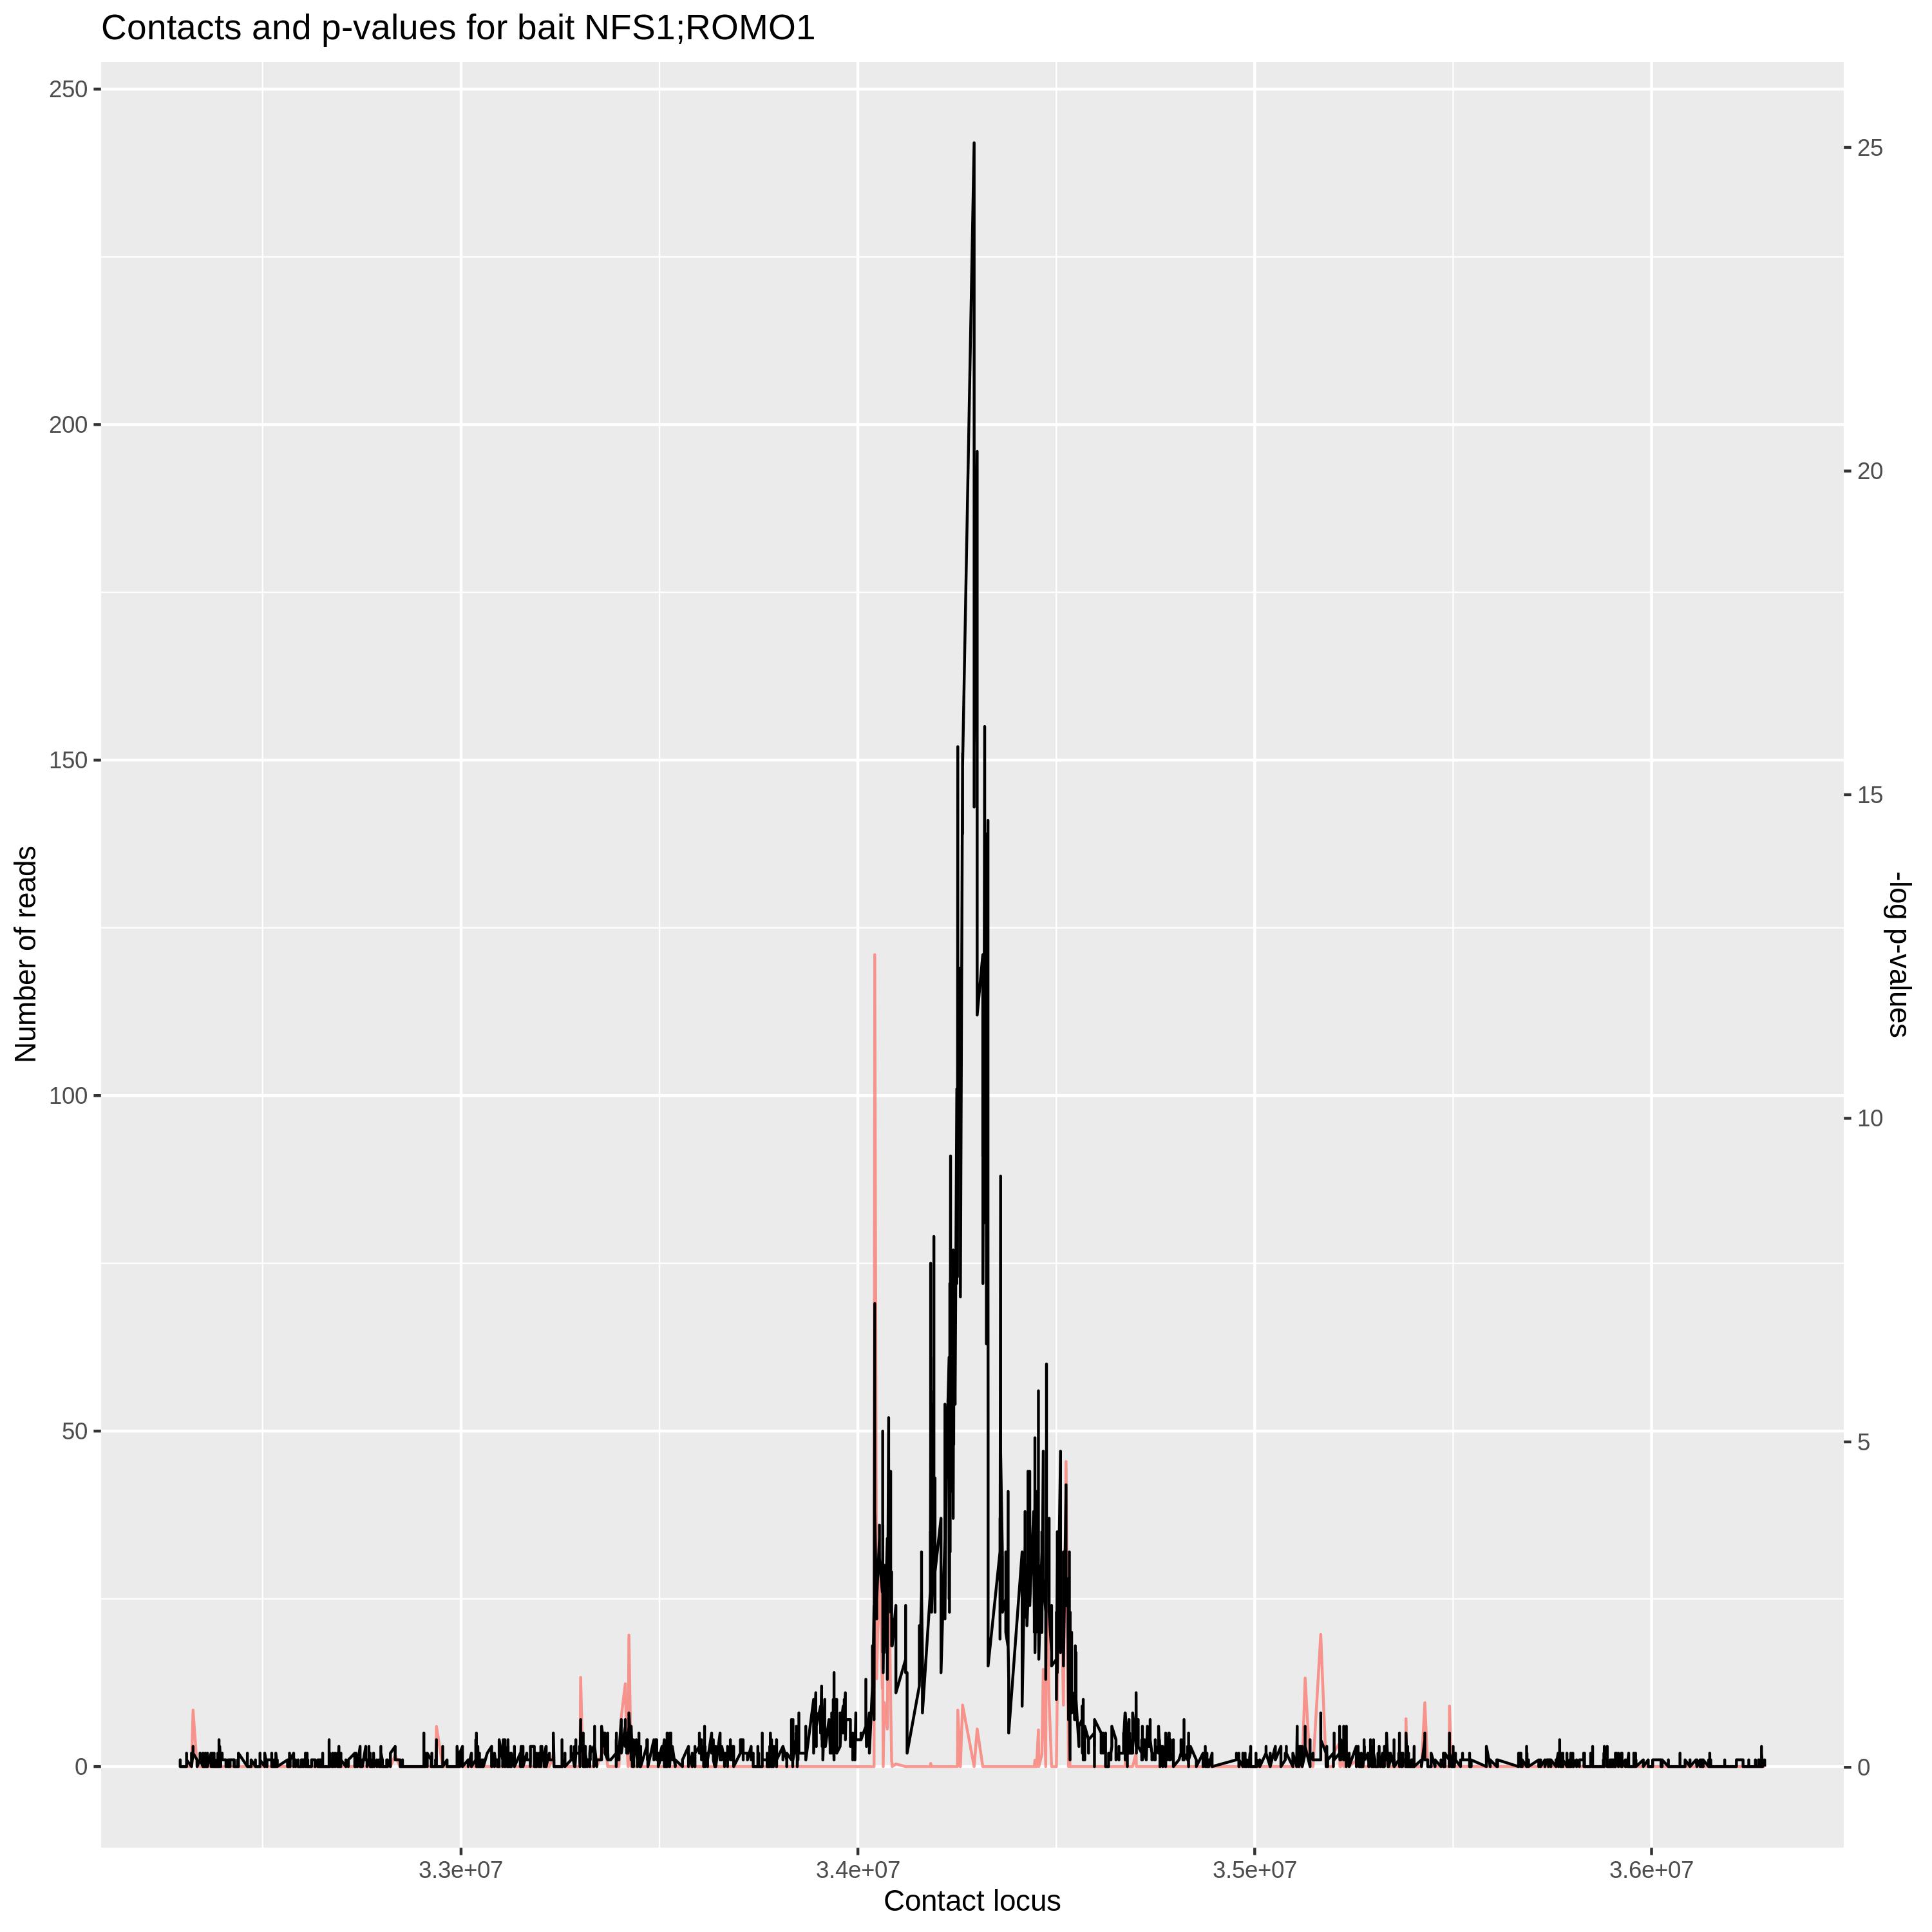 Contacts and p-values for bait NFS1;ROMO1
250
200
150
100
50
0
Number of reads
25
20
15
10
5
0
-log p-values
3.3e+07
3.4e+07
3.5e+07
3.6e+07
Contact locus